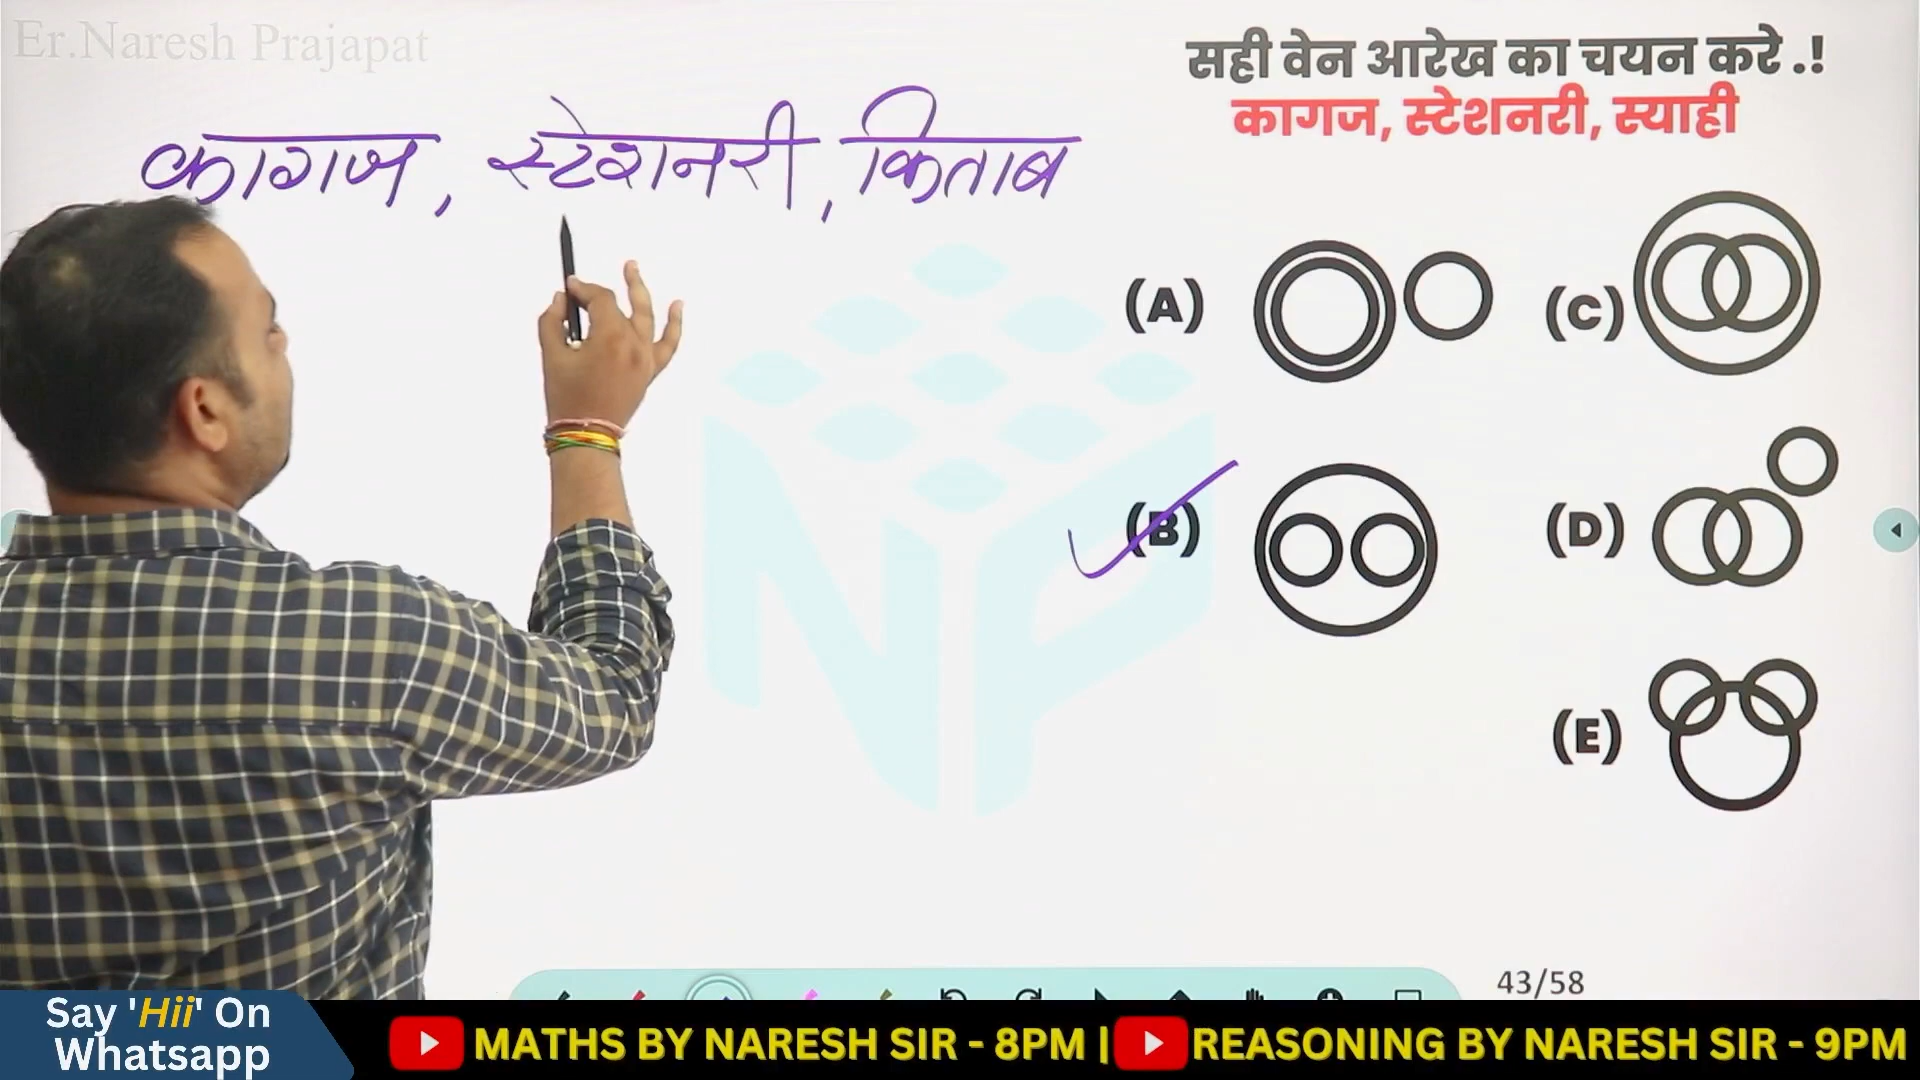 Er.Naresh Prajapat
सही वेन आरेख का चयन करे .!
कागज, स्टेशनरी, स्याही
कागज, स्टेशनरी, किताब
(A)
(C)
(B)
(D)
(E)
NP
43/58
Say 'Hii' On
Whatsapp
MATHS BY NARESH SIR - 8PM | REASONING BY NARESH SIR - 9PM